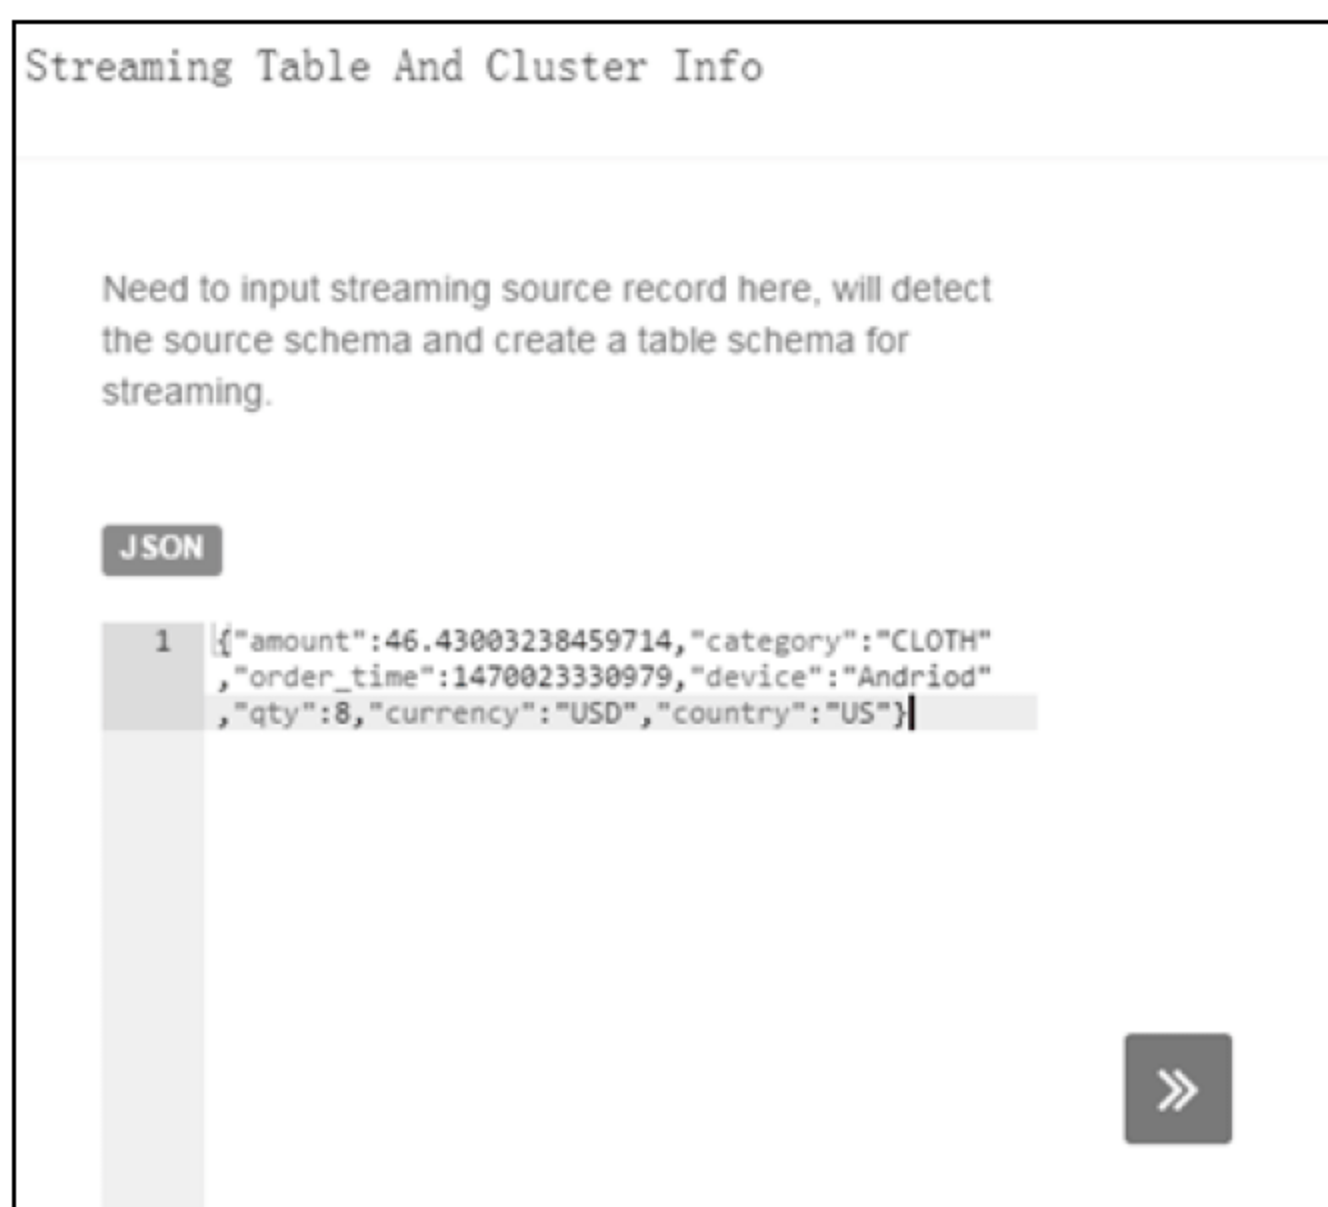 Streaming Table And Cluster Info
Need to input streaming source record here, will detect
the source schema and create a table schema for
streaming.
JSON
1 {"amount":46.43003238459714,"category":"CLOTH"
,"order_time":1470023330979,"device":"Andriod"
,"qty":8,"currency":"USD","country":"US"}